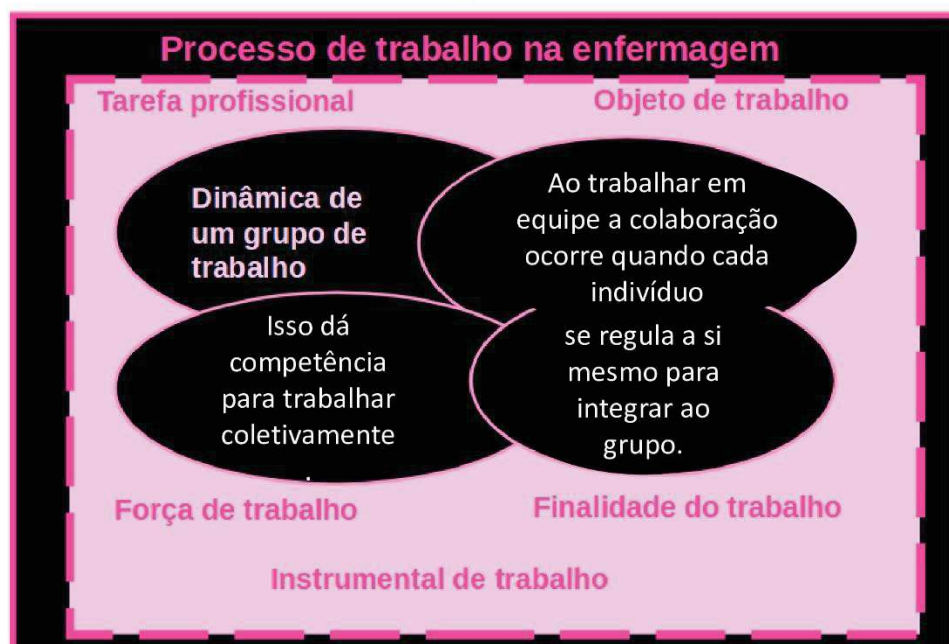 Processo de trabalho na enfermagem
Tarefa profissional
Objeto de trabalho
Dinâmica de
um grupo de
trabalho
Ao trabalhar em
equipe a colaboração
ocorre quando cada
indivíduo
se regula a si
mesmo para
integrar ao
grupo.
Isso dá
competência
para trabalhar
coletivamente
.
Força de trabalho
Finalidade do trabalho
Instrumental de trabalho